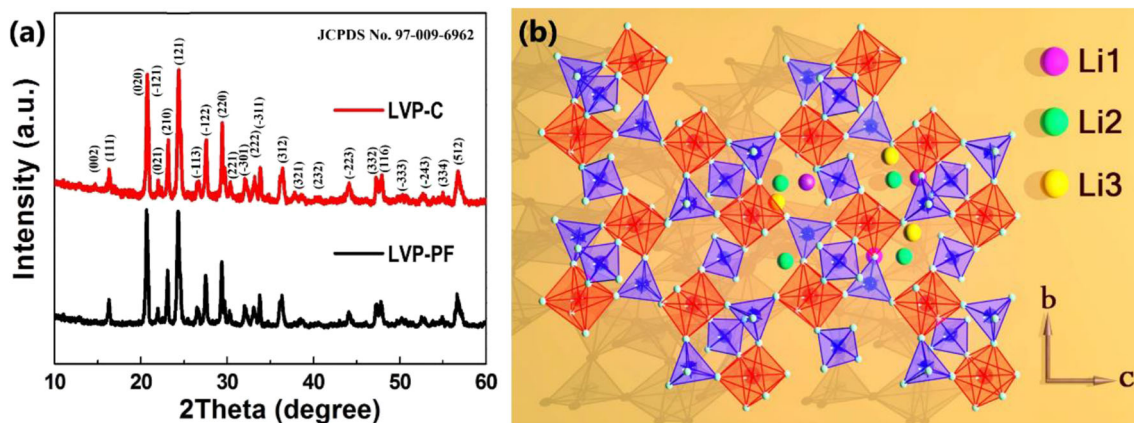 (a)
JCPDS No. 97-009-6962
(002)
(111)
(020)
(-121)
(021)
(210)
(121)
(-113)
(-122)
(220)
(221)
(-301)
(222)
(-311)
(312)
(321)
(232)
(-223)
(332)
(116)
(-333)
(-243)
(334)
(512)
LVP-C
LVP-PF
Intensity (a.u.)
10 20 30 40 50 60
2Theta (degree)
(b)
Li1
Li2
Li3
b
c